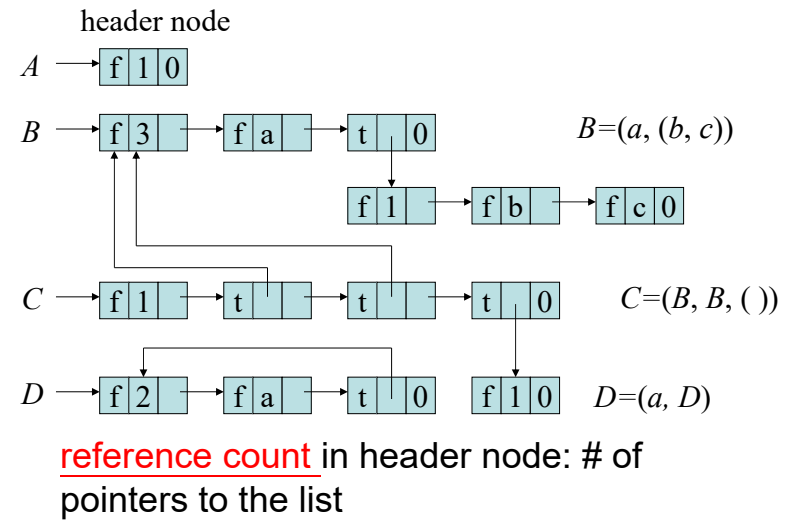 header node
A f 1 0
B f 3 f a t 0 B=(a, (b, c))
f 1 f b f c 0
C f 1 t t t 0 C=(B, B, ( ))
D f 2 f a t 0 f 1 0 D=(a, D)
reference count in header node: # of
pointers to the list